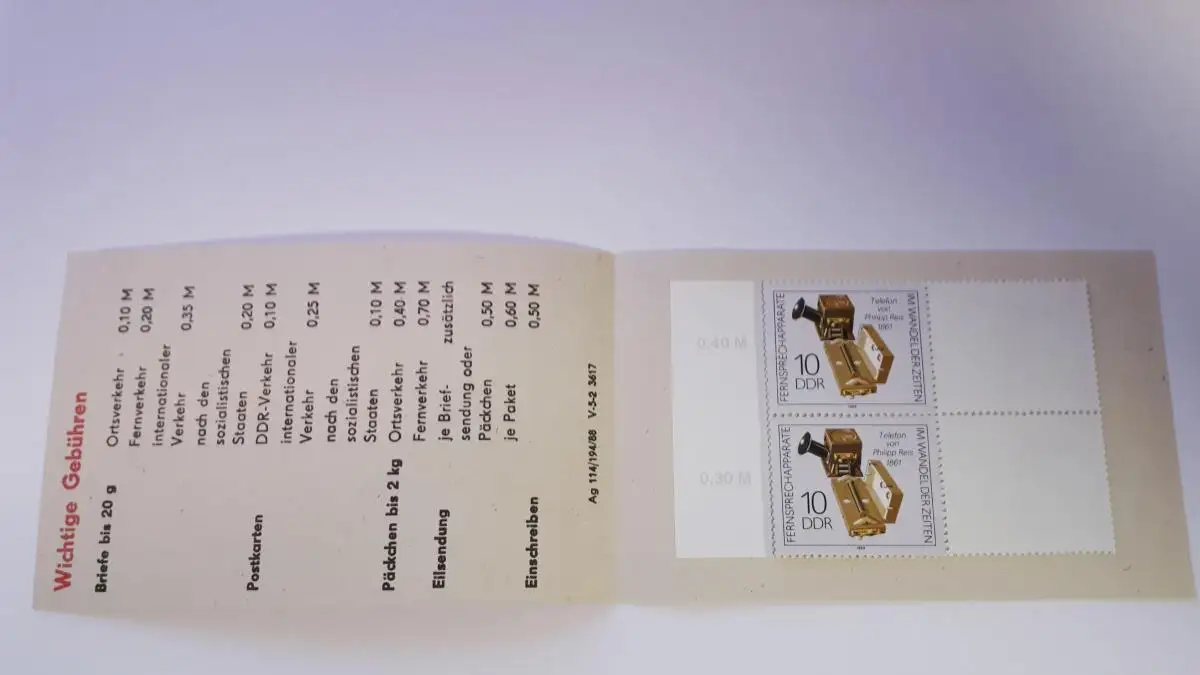 Wichtige Gebühren
Briefe bis 20 g Ortsverkehr 0,10 M
Fernverkehr 0,20 M
Internationaler
Verkehr 0,35 M
nach den
sozialistischen
Staaten 0,20 M
Postkarten DDR-Verkehr 0,10 M
internationaler
Verkehr 0,25 M
nach den
sozialistischen
Staaten 0,10 M
Päckchen bis 2 kg Ortsverkehr 0,40 M
Fernverkehr 0,70 M
Eilsendung je Brief- zusätzlich
sendung oder
Päckchen 0,50 M
je Paket 0,60 M
Einschreiben 0,50 M
Ag 114/194/88 V-5-2 3617
0,30 M
0,40 M
FERNSPRECHAPPARATE
10
DDR
Telefon
von
Philipp Reis
1861
IM WANDEL DER ZEITEN
1989
FERNSPRECHAPPARATE
10
DDR
Telefon
von
Philipp Reis
1861
IM WANDEL DER ZEITEN
1989